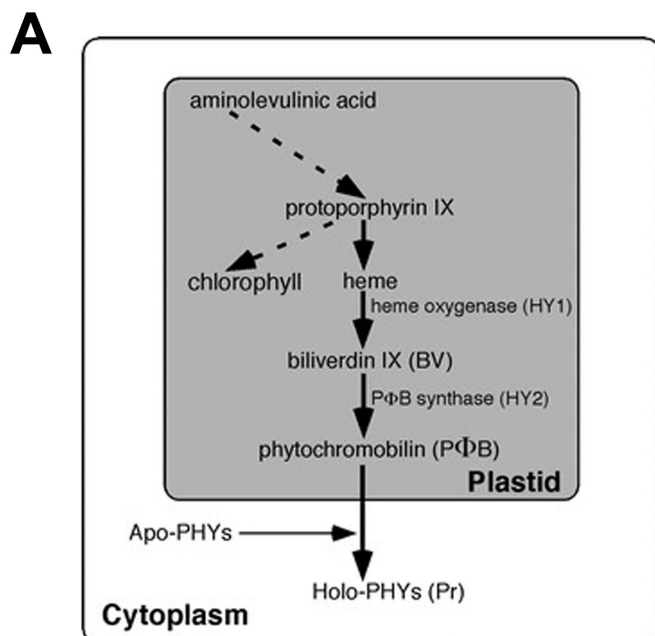 A
aminolevulinic acid
protoporphyrin IX
chlorophyll
heme
heme oxygenase (HY1)
biliverdin IX (BV)
PΦB synthase (HY2)
phytochromobilin (PΦB)
Plastid
Apo-PHYs
Holo-PHYs (Pr)
Cytoplasm